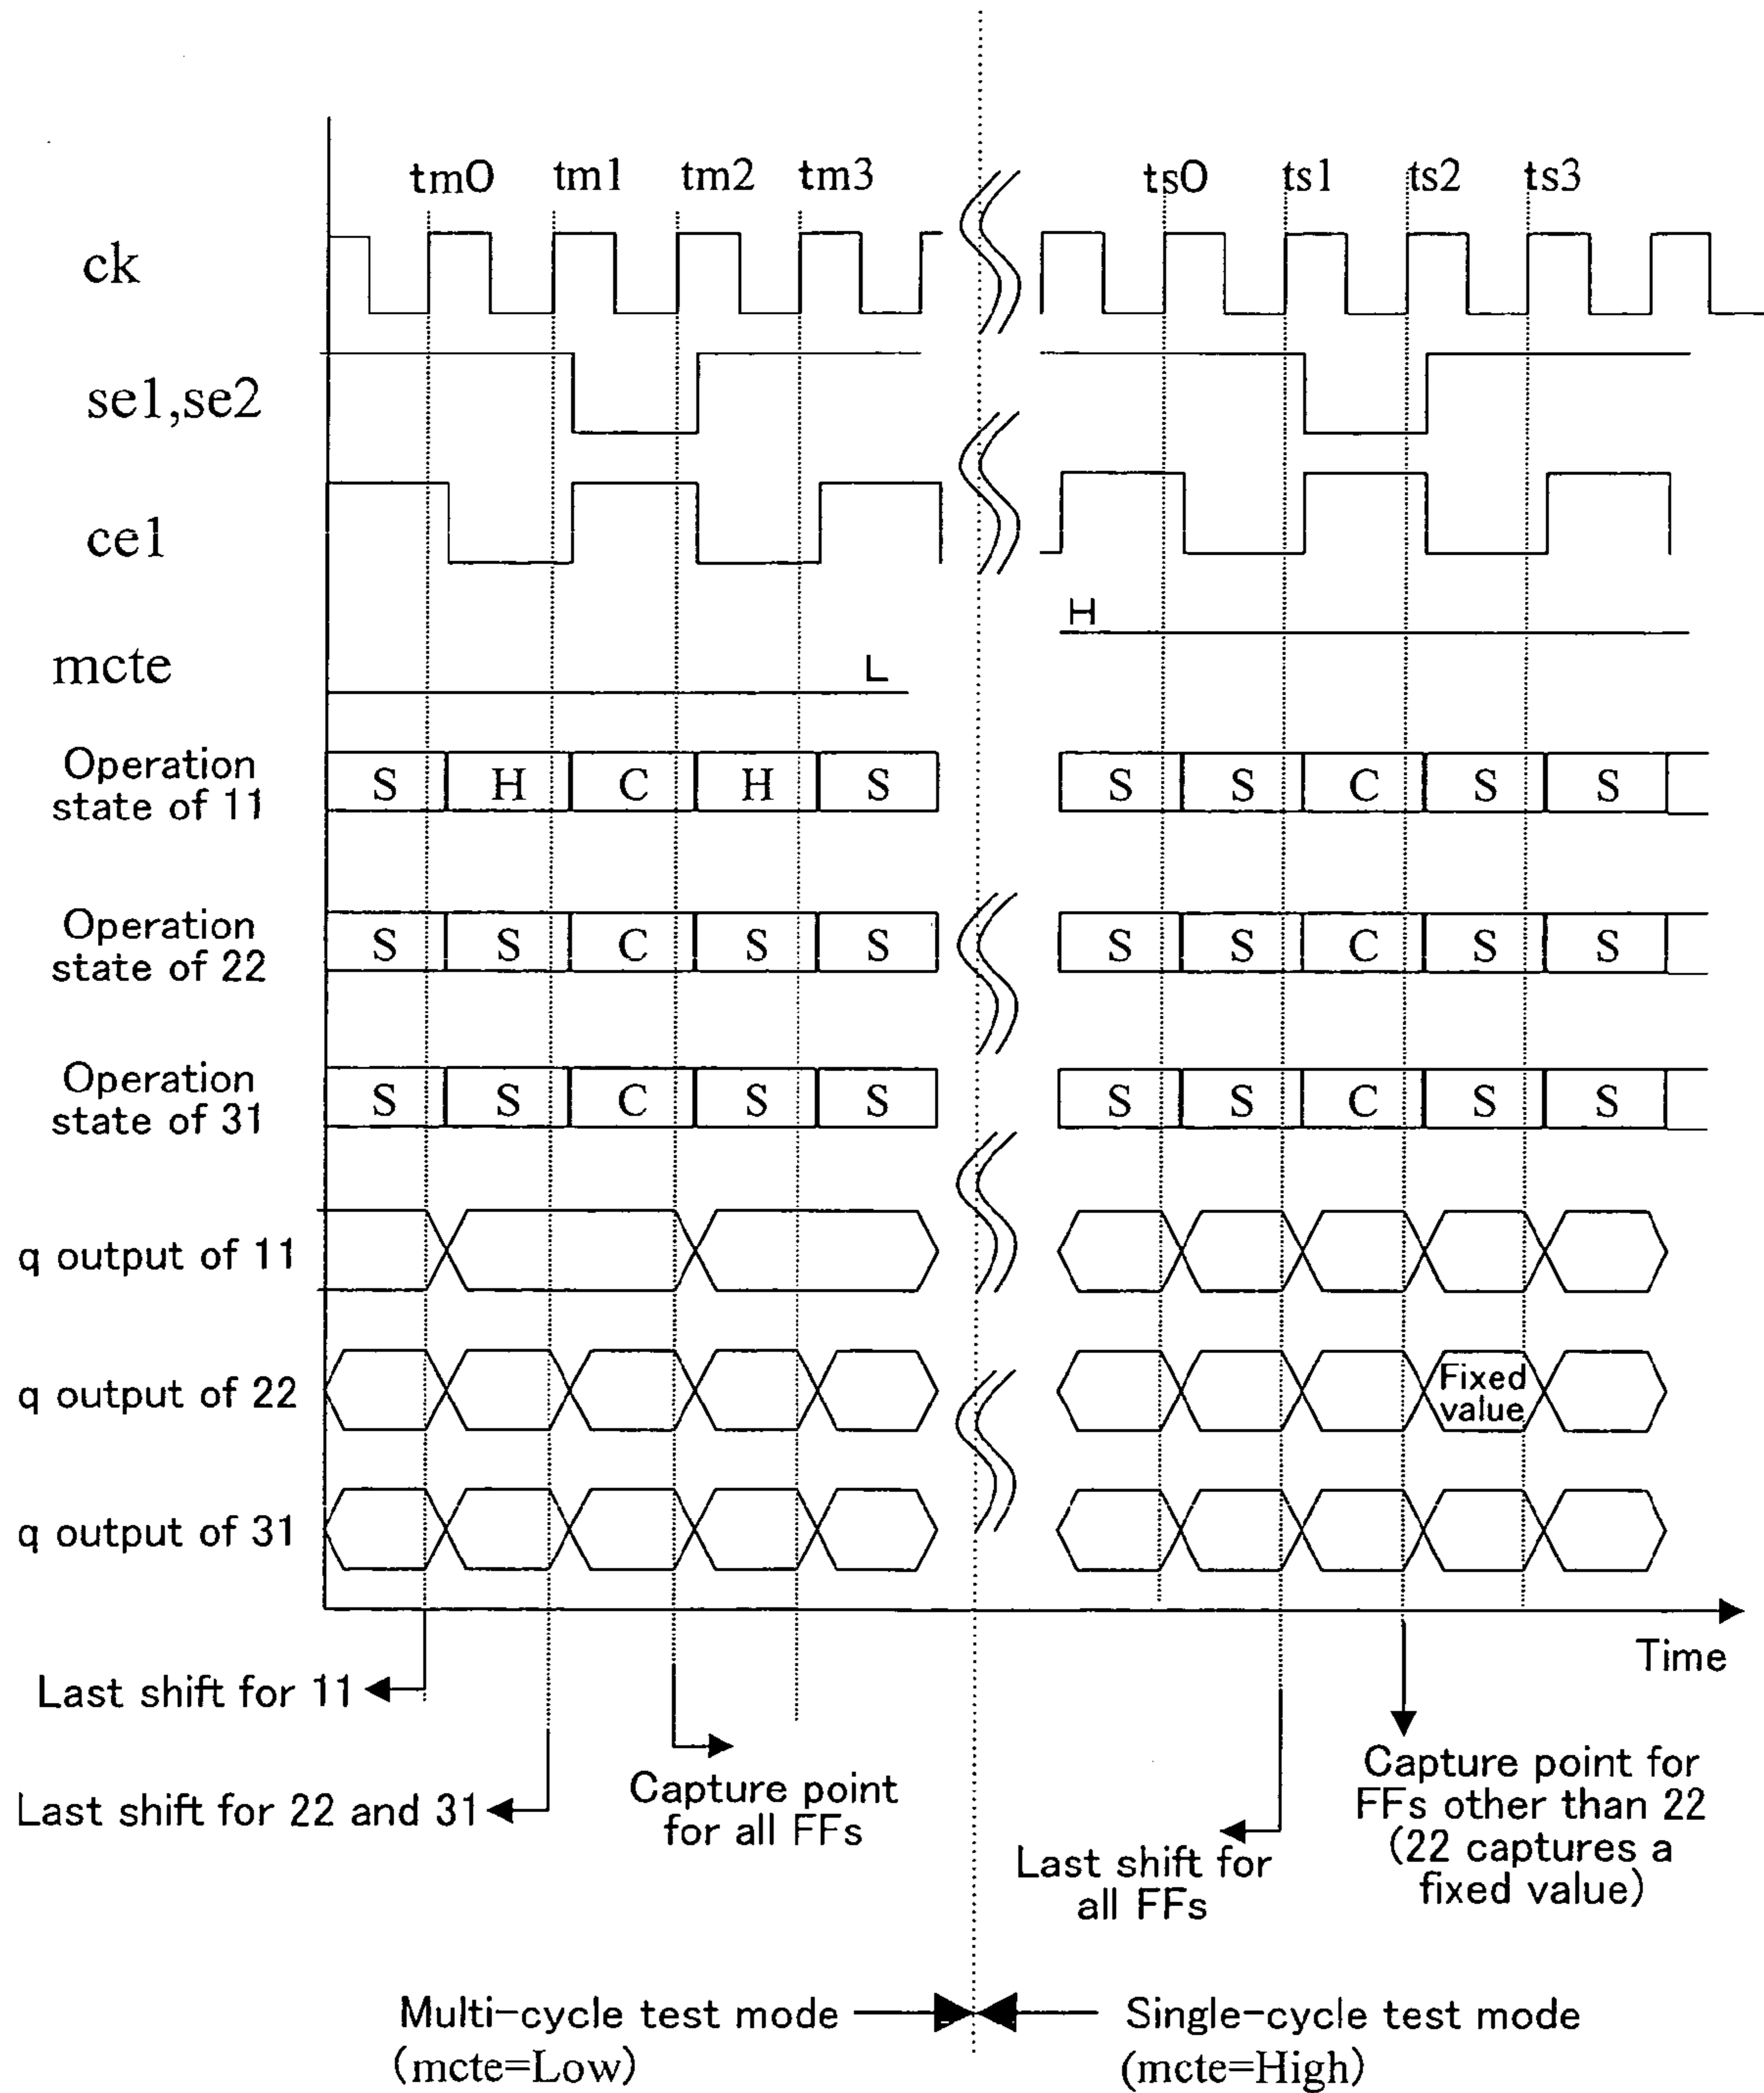 tm0 tm1 tm2 tm3 ts0 ts1 ts2 ts3
ck
se1,se2
ce1
H
mcte
L
Operation
state of 11
S H C H S S S C S S
Operation
state of 22
S S C S S S S C S S
Operation
state of 31
S S C S S S S C S S
q output of 11
q output of 22
Fixed
value
q output of 31
Time
Last shift for 11
Last shift for 22 and 31
Capture point
for all FFs
Last shift for
all FFs
Capture point for
FFs other than 22
(22 captures a
fixed value)
Multi-cycle test mode
(mcte=Low)
Single-cycle test mode
(mcte=High)